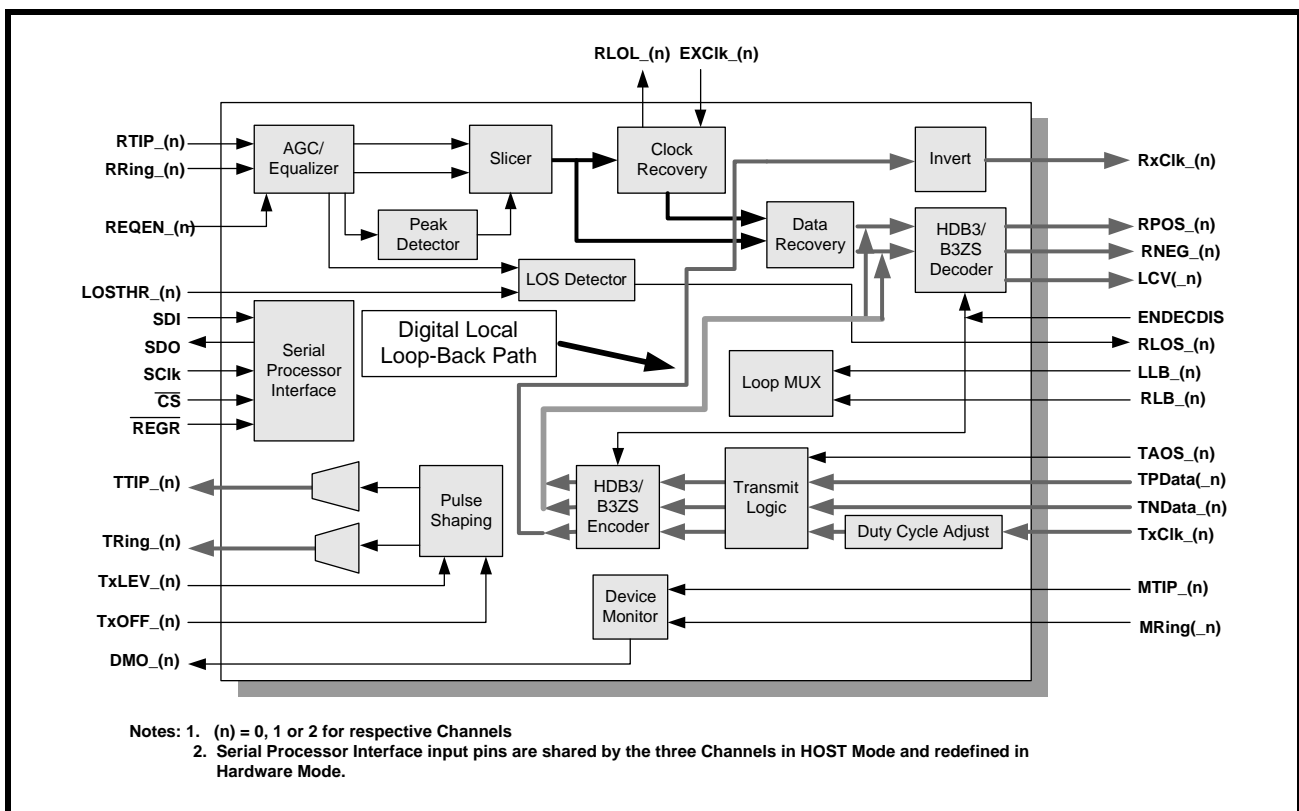 RLOL_(n) EXClk_(n)
RTIP_(n)
RRing_(n)
REQEN_(n)
LOSTHR_(n)
SDI
SDO
SClk
CS
REGR
TTIP_(n)
TRing_(n)
TxLEV_(n)
TxOFF_(n)
DMO_(n)
AGC/
Equalizer
Slicer
Clock
Recovery
Invert
Peak
Detector
Data
Recovery
HDB3/
B3ZS
Decoder
LOS Detector
Serial
Processor
Interface
Digital Local
Loop-Back Path
Loop MUX
Pulse
Shaping
HDB3/
B3ZS
Encoder
Transmit
Logic
Duty Cycle Adjust
Device
Monitor
RxClk_(n)
RPOS_(n)
RNEG_(n)
LCV(_n)
ENDECDIS
RLOS_(n)
LLB_(n)
RLB_(n)
TAOS_(n)
TPData(_n)
TNData_(n)
TxClk_(n)
MTIP_(n)
MRing(_n)
Notes: 1. (n) = 0, 1 or 2 for respective Channels
2. Serial Processor Interface input pins are shared by the three Channels in HOST Mode and redefined in
Hardware Mode.